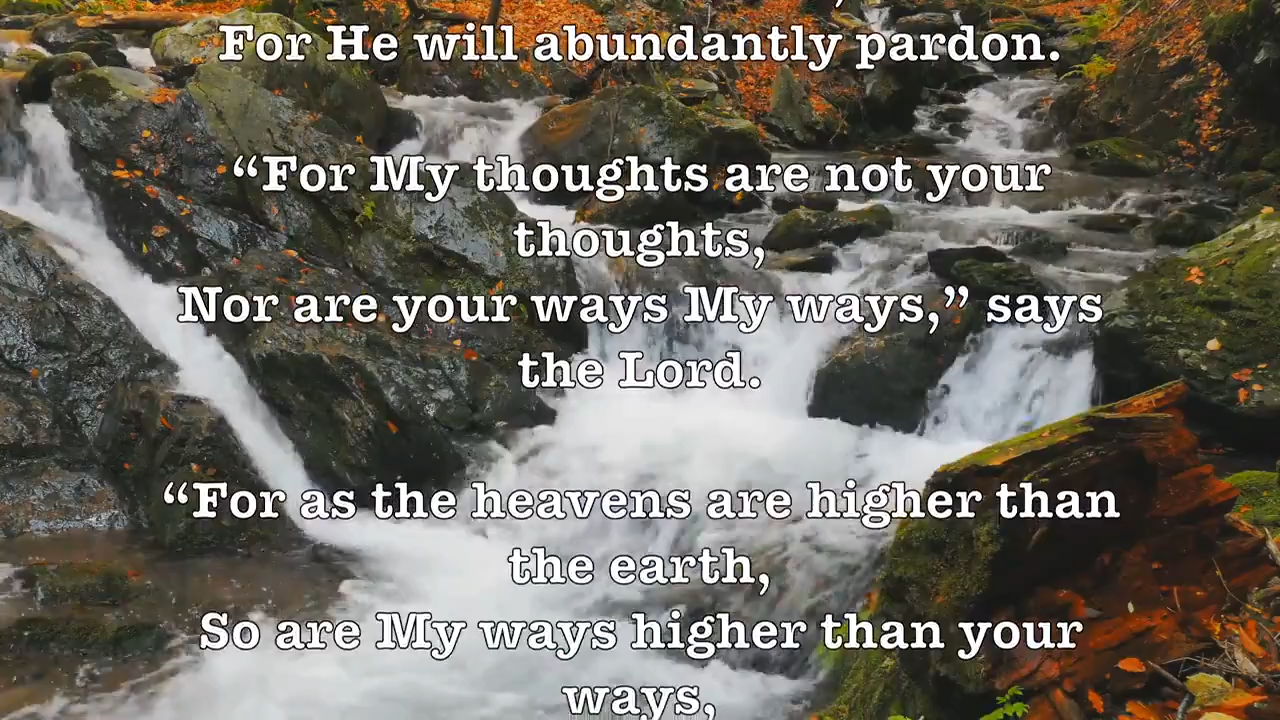 For He will abundantly pardon.
“For My thoughts are not your
thoughts,
Nor are your ways My ways,” says
the Lord.
“For as the heavens are higher than
the earth,
So are My ways higher than your
ways,